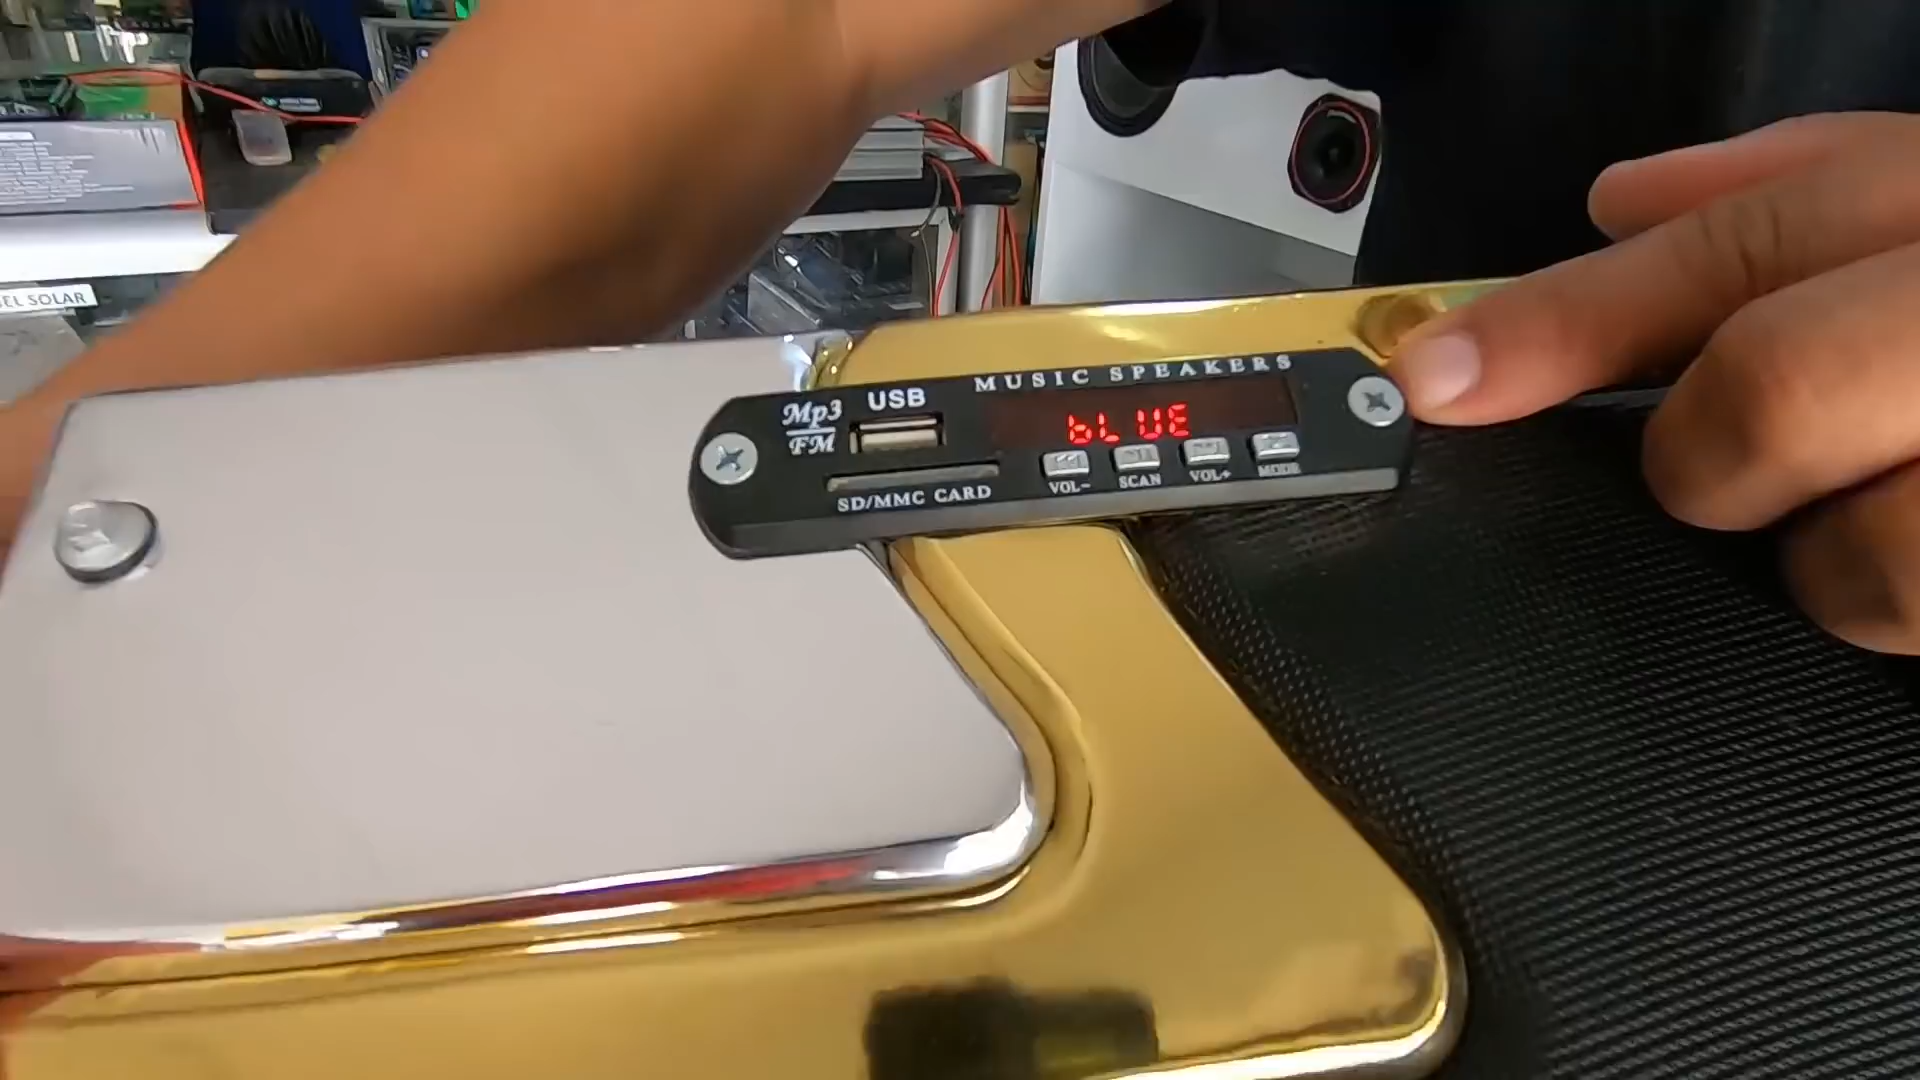 EL SOLAR
MUSIC SPEAKERS
Mp3
FM
USB
bLUE
SD/MMC CARD
VOL-
SCAN
VOL+
MODE